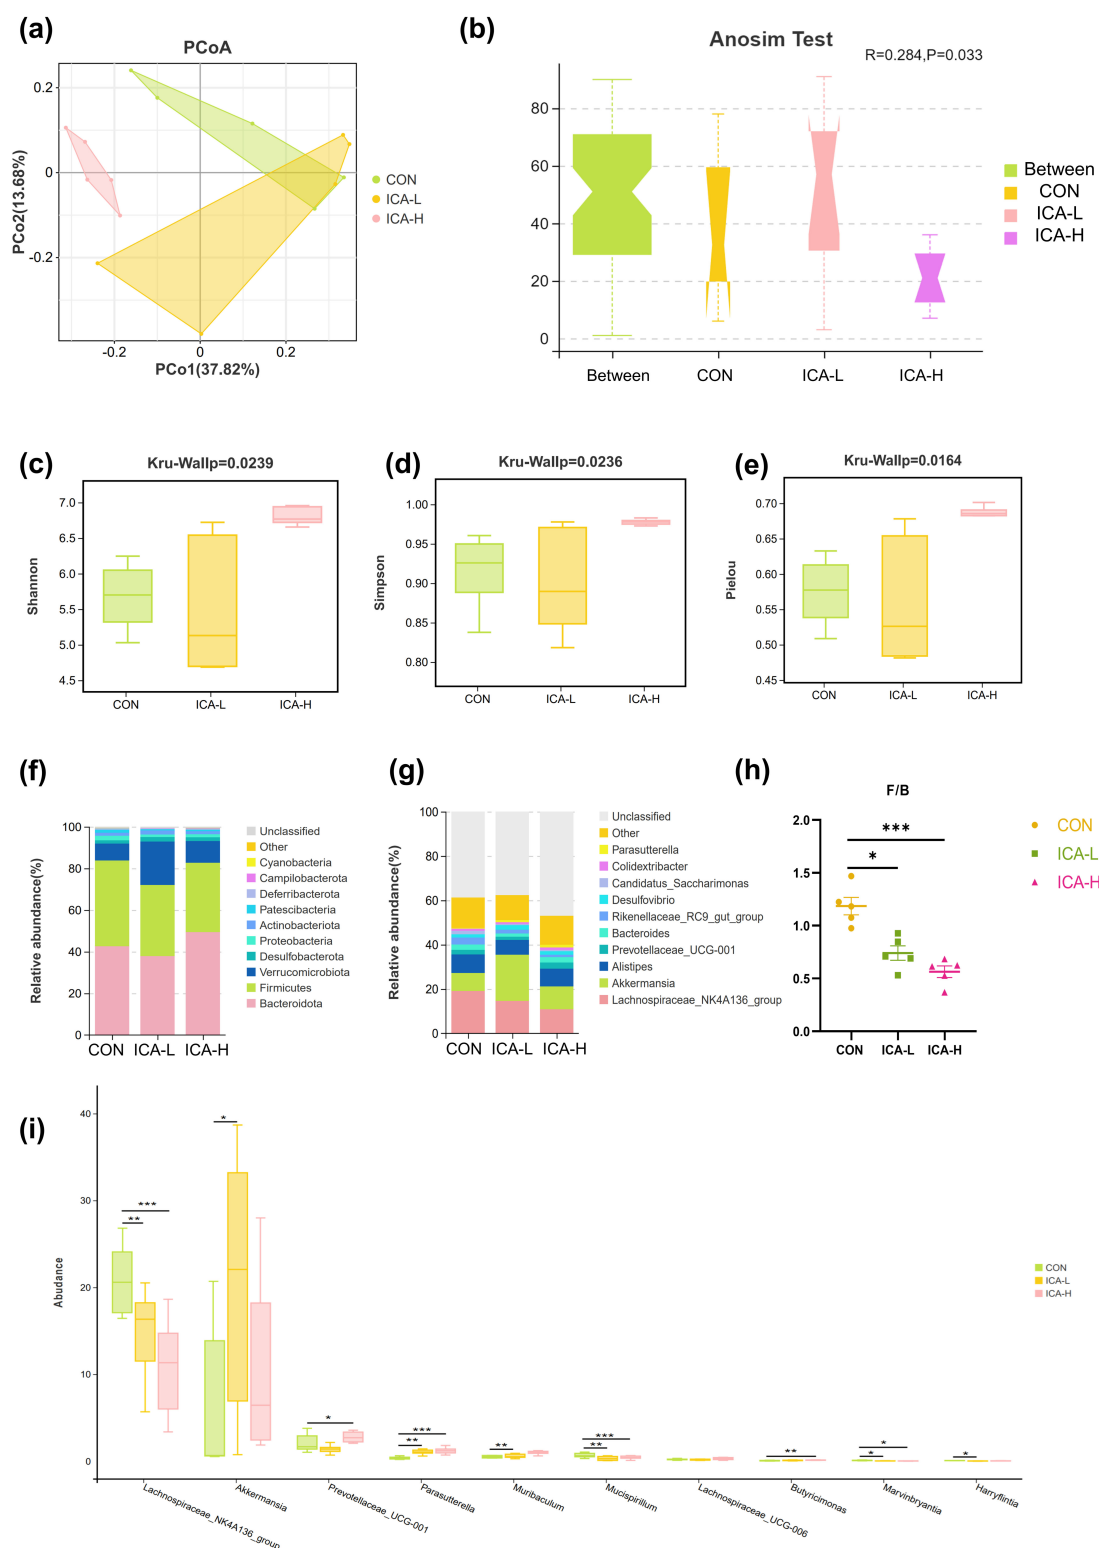 (a)
PCoA
0.2
0
-0.2
-0.2
0
0.2
PCo2(13.68%)
PCo1(37.82%)
CON
ICA-L
ICA-H
(b)
Anosim Test
R=0.284,P=0.033
80
60
40
20
0
Between
CON
ICA-L
ICA-H
Between
CON
ICA-L
ICA-H
(c)
Kru-Wallp=0.0239
7.0
6.5
6.0
5.5
5.0
4.5
Shannon
CON
ICA-L
ICA-H
(d)
Kru-Wallp=0.0236
1.00
0.95
0.90
0.85
0.80
Simpson
CON
ICA-L
ICA-H
(e)
Kru-Wallp=0.0164
0.70
0.65
0.60
0.55
0.50
0.45
Pielou
CON
ICA-L
ICA-H
(f)
100
80
60
40
20
0
Relative abundance(%)
CON
ICA-L
ICA-H
Unclassified
Other
Cyanobacteria
Campilobacterota
Deferribacterota
Patescibacteria
Actinobacteriota
Proteobacteria
Desulfobacterota
Verrucomicrobiota
Firmicutes
Bacteroidota
(g)
100
80
60
40
20
0
Relative abundance(%)
CON
ICA-L
ICA-H
Unclassified
Other
Parasutterella
Colidextribacter
Candidatus_Saccharimonas
Desulfovibrio
Rikenellaceae_RC9_gut_group
Bacteroides
Prevotellaceae_UCG-001
Alistipes
Akkermansia
Lachnospiraceae_NK4A136_group
(h)
F/B
2.0
1.5
1.0
0.5
0.0
***
*
CON
ICA-L
ICA-H
CON
ICA-L
ICA-H
(i)
40
30
20
10
0
Abudance
***
**
*
*
***
**
**
***
**
**
*
*
*
Lachnospiraceae_NK4A136_group
Akkermansia
Prevotellaceae_UCG-001
Parasutterella
Muribaculum
Mucispirillum
Lachnospiraceae_UCG-006
Butyricimonas
Marvinbryantia
Harryflintia
CON
ICA-L
ICA-H